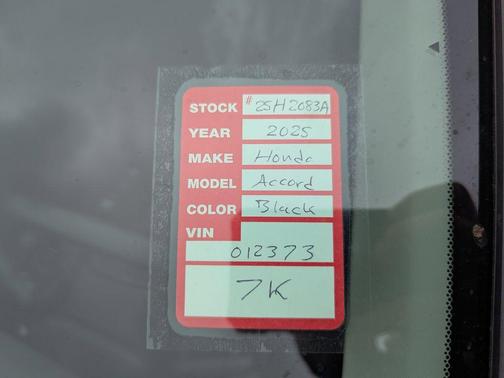 STOCK #25H2083A
YEAR 2025
MAKE Honda
MODEL Accord
COLOR Black
VIN
012373
7K